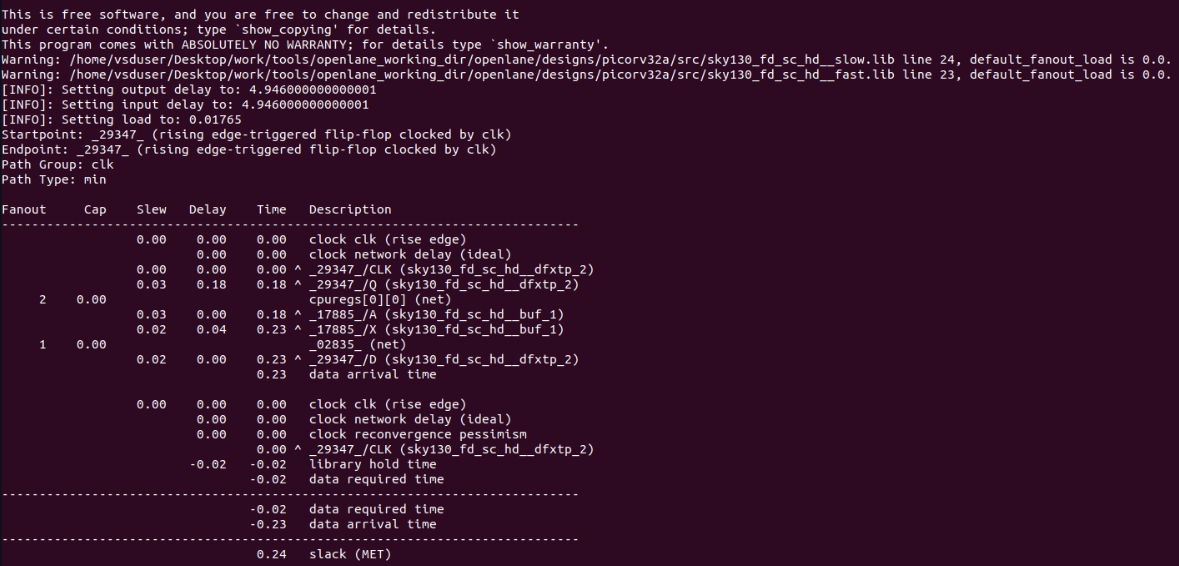 This is free software, and you are free to change and redistribute it
under certain conditions; type `show_copying' for details.
This program comes with ABSOLUTELY NO WARRANTY; for details type `show_warranty'.
Warning: /home/vsduser/Desktop/work/tools/openlane_working_dir/openlane/designs/picorv32a/src/sky130_fd_sc_hd__slow.lib line 24, default_fanout_load is 0.0.
Warning: /home/vsduser/Desktop/work/tools/openlane_working_dir/openlane/designs/picorv32a/src/sky130_fd_sc_hd__fast.lib line 23, default_fanout_load is 0.0.
[INFO]: Setting output delay to: 4.946000000000001
[INFO]: Setting input delay to: 4.946000000000001
[INFO]: Setting load to: 0.01765
Startpoint: _29347_ (rising edge-triggered flip-flop clocked by clk)
Endpoint: _29347_ (rising edge-triggered flip-flop clocked by clk)
Path Group: clk
Path Type: min

Fanout     Cap    Slew   Delay    Time   Description
-----------------------------------------------------------------------------
                  0.00    0.00    0.00   clock clk (rise edge)
                          0.00    0.00   clock network delay (ideal)
                  0.00    0.00    0.00 ^ _29347_/CLK (sky130_fd_sc_hd__dfxtp_2)
                  0.03    0.18    0.18 ^ _29347_/Q (sky130_fd_sc_hd__dfxtp_2)
     2    0.00                           cpuregs[0][0] (net)
                  0.03    0.00    0.18 ^ _17885_/A (sky130_fd_sc_hd__buf_1)
                  0.02    0.04    0.23 ^ _17885_/X (sky130_fd_sc_hd__buf_1)
     1    0.00                           _02835_ (net)
                  0.02    0.00    0.23 ^ _29347_/D (sky130_fd_sc_hd__dfxtp_2)
                                  0.23   data arrival time

                  0.00    0.00    0.00   clock clk (rise edge)
                          0.00    0.00   clock network delay (ideal)
                          0.00    0.00   clock reconvergence pessimism
                                  0.00 ^ _29347_/CLK (sky130_fd_sc_hd__dfxtp_2)
                         -0.02   -0.02   library hold time
                                 -0.02   data required time
-----------------------------------------------------------------------------
                                 -0.02   data required time
                                 -0.23   data arrival time
-----------------------------------------------------------------------------
                                  0.24   slack (MET)